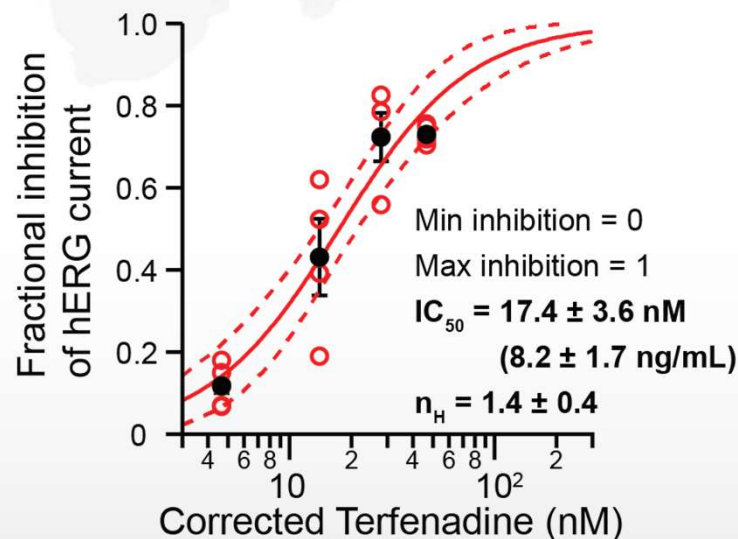 Fractional inhibition
of hERG current
1.0
0.8
0.6
0.4
0.2
0
Min inhibition = 0
Max inhibition = 1
IC₅₀ = 17.4 ± 3.6 nM
(8.2 ± 1.7 ng/mL)
n_H = 1.4 ± 0.4
4 6 8 2 4 6 8 2
10 10²
Corrected Terfenadine (nM)